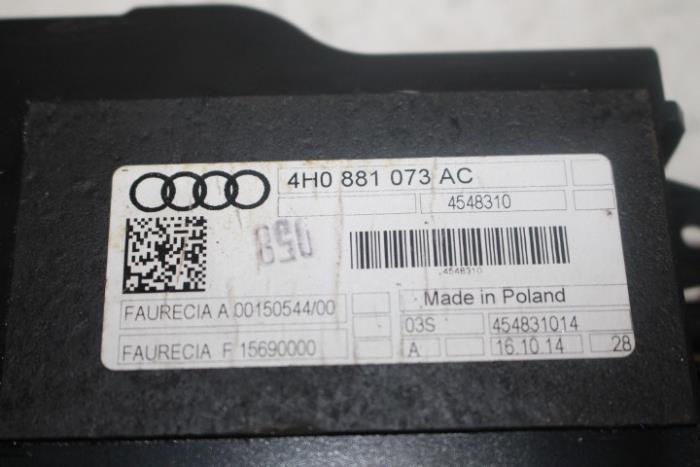 4H0 881 073 AC
4548310
058
4548310
FAURECIA A 00150544/00
Made in Poland
03S 454831014
FAURECIA F 15690000
A 16.10.14 28